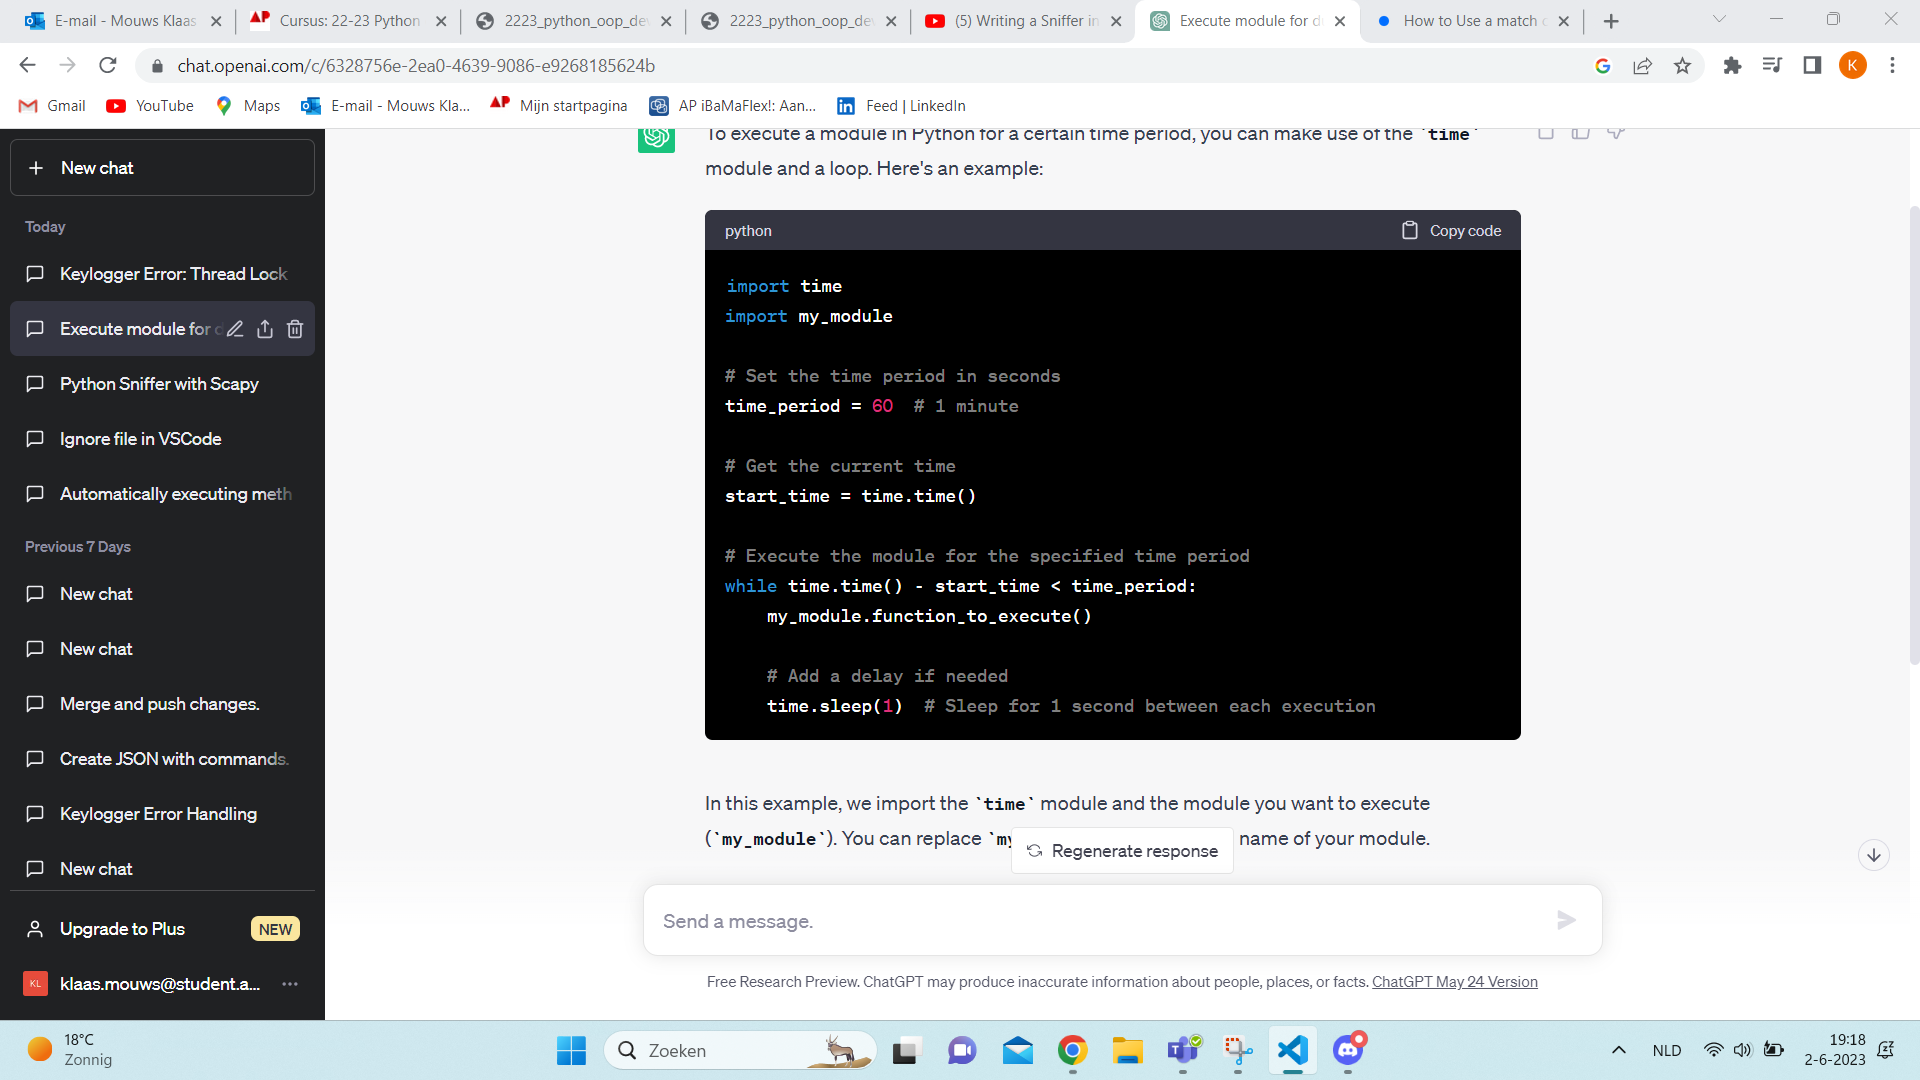 E-mail - Mouws Klaas
Cursus: 22-23 Python
2223_python_oop_de
2223_python_oop_de
(5) Writing a Sniffer in
Execute module for d
How to Use a match
chat.openai.com/c/6328756e-2ea0-4639-9086-e9268185624b
K
Gmail
YouTube
Maps
E-mail - Mouws Kla...
Mijn startpagina
AP iBaMaFlex!: Aan...
Feed | LinkedIn
New chat
Today
Keylogger Error: Thread Lock
Execute module for d
Python Sniffer with Scapy
Ignore file in VSCode
Automatically executing meth
Previous 7 Days
New chat
New chat
Merge and push changes.
Create JSON with commands.
Keylogger Error Handling
New chat
Upgrade to Plus
NEW
KL
klaas.mouws@student.a...
To execute a module in Python for a certain time period, you can make use of the `time`
module and a loop. Here's an example:
python
Copy code
import time
import my_module
# Set the time period in seconds
time_period = 60  # 1 minute
# Get the current time
start_time = time.time()
# Execute the module for the specified time period
while time.time() - start_time < time_period:
    my_module.function_to_execute()
    # Add a delay if needed
    time.sleep(1)  # Sleep for 1 second between each execution
In this example, we import the `time` module and the module you want to execute
(`my_module`). You can replace `my name of your module.
Regenerate response
Send a message.
Free Research Preview. ChatGPT may produce inaccurate information about people, places, or facts. ChatGPT May 24 Version
18°C
Zonnig
Zoeken
NLD
19:18
2-6-2023